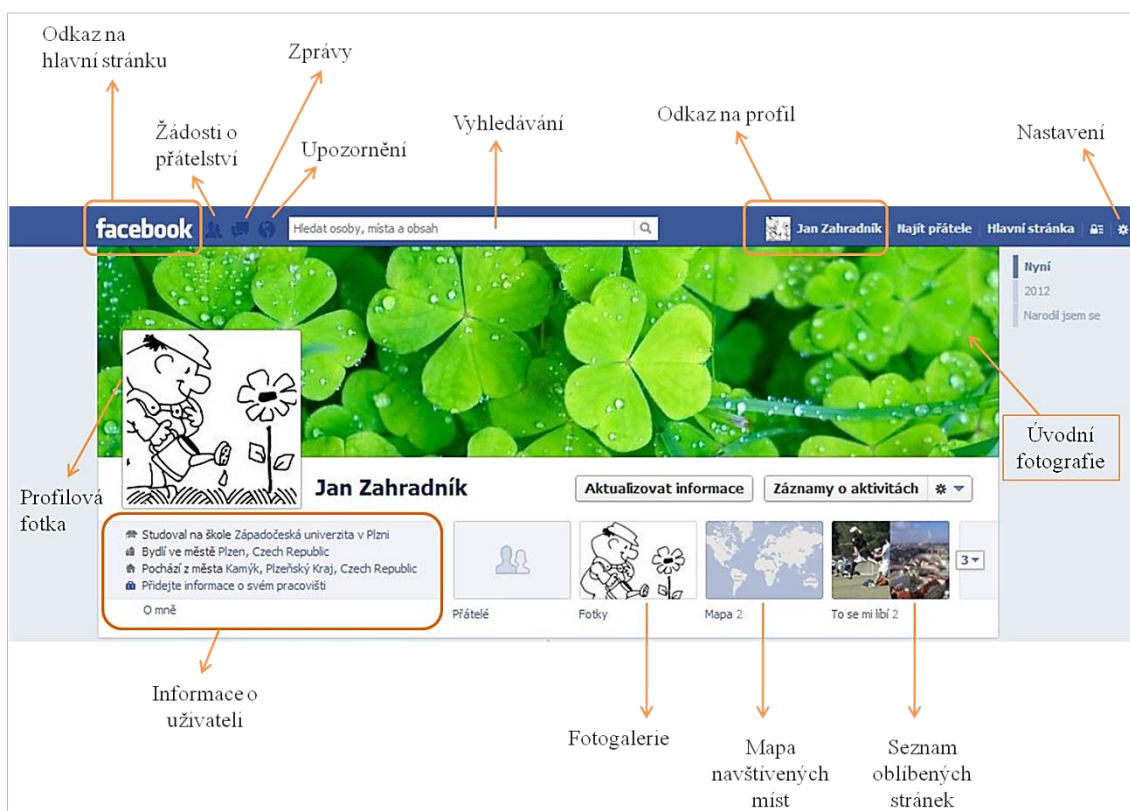 Odkaz na
hlavní stránku
Zprávy
Žádosti o
přátelství
Upozornění
Vyhledávání
Odkaz na profil
Nastavení
facebook
Hledat osoby, místa a obsah
Jan Zahradník
Najít přátele
Hlavní stránka
Nyní
2012
Narodil jsem se
Úvodní
fotografie
Profilová
fotka
Jan Zahradník
Aktualizovat informace
Záznamy o aktivitách
Studoval na škole Západočeská univerzita v Plzni
Bydlí ve městě Plzen, Czech Republic
Pochází z města Kamýk, Plzeňský Kraj, Czech Republic
Přidejte informace o svém pracovišti
O mně
Přátelé
Fotky
Mapa 2
To se mi líbí 2
3
Informace o
uživateli
Fotogalerie
Mapa
navštívených
míst
Seznam
oblíbených
stránek